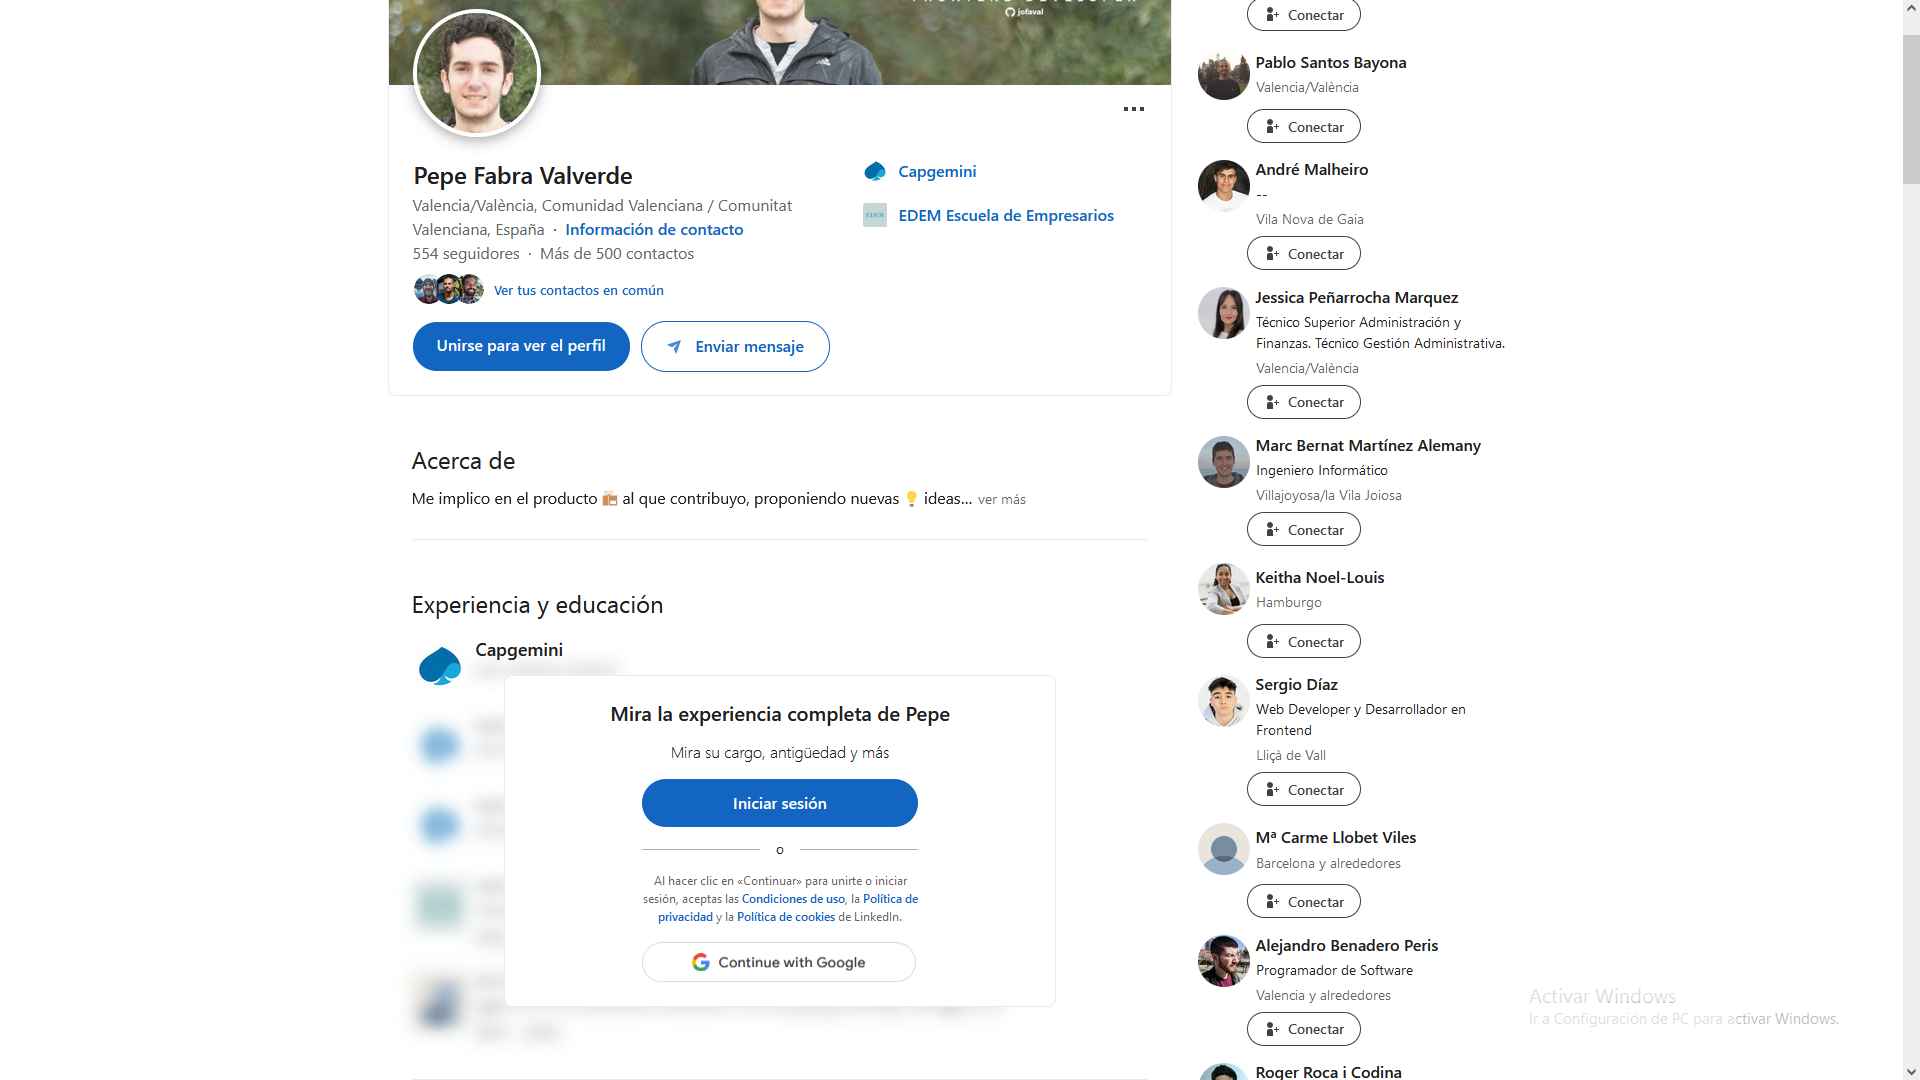 FRONTEND DEVELOPER
jofaval
Pepe Fabra Valverde
Valencia/València, Comunidad Valenciana / Comunitat
Valenciana, España · Información de contacto
554 seguidores · Más de 500 contactos
Ver tus contactos en común
Unirse para ver el perfil
Enviar mensaje
Capgemini
EDEM
EDEM Escuela de Empresarios
Acerca de
Me implico en el producto 🎁 al que contribuyo, proponiendo nuevas 💡 ideas... ver más
Experiencia y educación
Capgemini
Mira la experiencia completa de Pepe
Mira su cargo, antigüedad y más
Iniciar sesión
o
Al hacer clic en «Continuar» para unirte o iniciar
sesión, aceptas las Condiciones de uso, la Política de
privacidad y la Política de cookies de LinkedIn.
Continue with Google
Conectar
Pablo Santos Bayona
Valencia/València
Conectar
André Malheiro
--
Vila Nova de Gaia
Conectar
Jessica Peñarrocha Marquez
Técnico Superior Administración y
Finanzas. Técnico Gestión Administrativa.
Valencia/València
Conectar
Marc Bernat Martínez Alemany
Ingeniero Informático
Villajoyosa/la Vila Joiosa
Conectar
Keitha Noel-Louis
Hamburgo
Conectar
Sergio Díaz
Web Developer y Desarrollador en
Frontend
Lliçà de Vall
Conectar
Mª Carme Llobet Viles
Barcelona y alrededores
Conectar
Alejandro Benadero Peris
Programador de Software
Valencia y alrededores
Conectar
Roger Roca i Codina
Activar Windows
Ir a Configuración de PC para activar Windows.